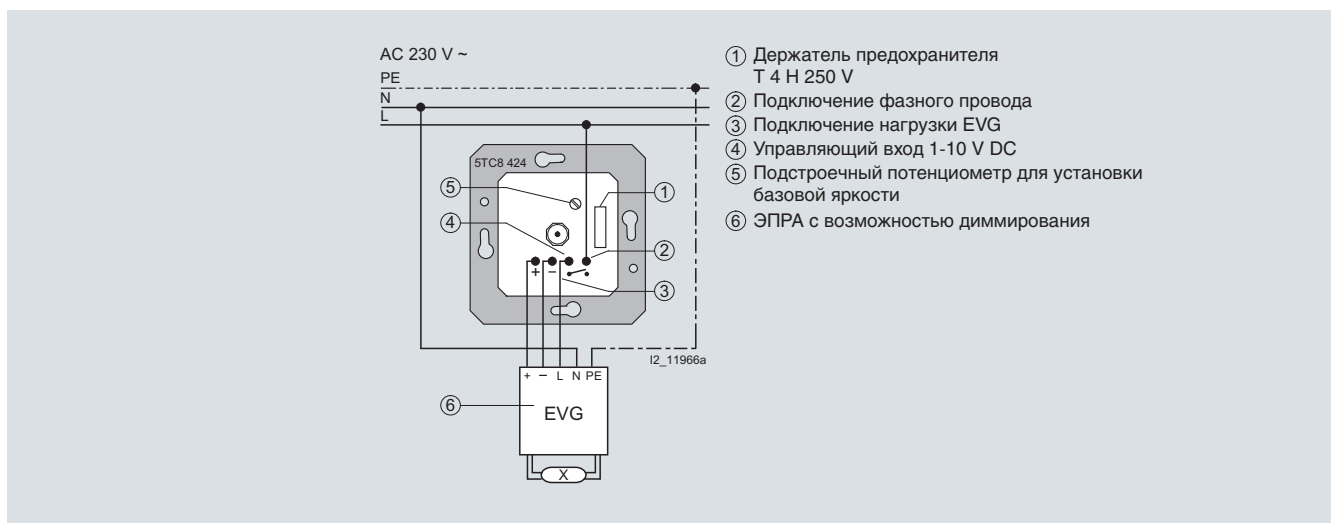 AC 230 V ~
PE
N
L
5TC8 424
⑤
④
①
②
③
+ −
I2_11966a
+ − L N PE
⑥
EVG
X
① Держатель предохранителя
T 4 H 250 V
② Подключение фазного провода
③ Подключение нагрузки EVG
④ Управляющий вход 1-10 V DC
⑤ Подстроечный потенциометр для установки
базовой яркости
⑥ ЭПРА с возможностью диммирования